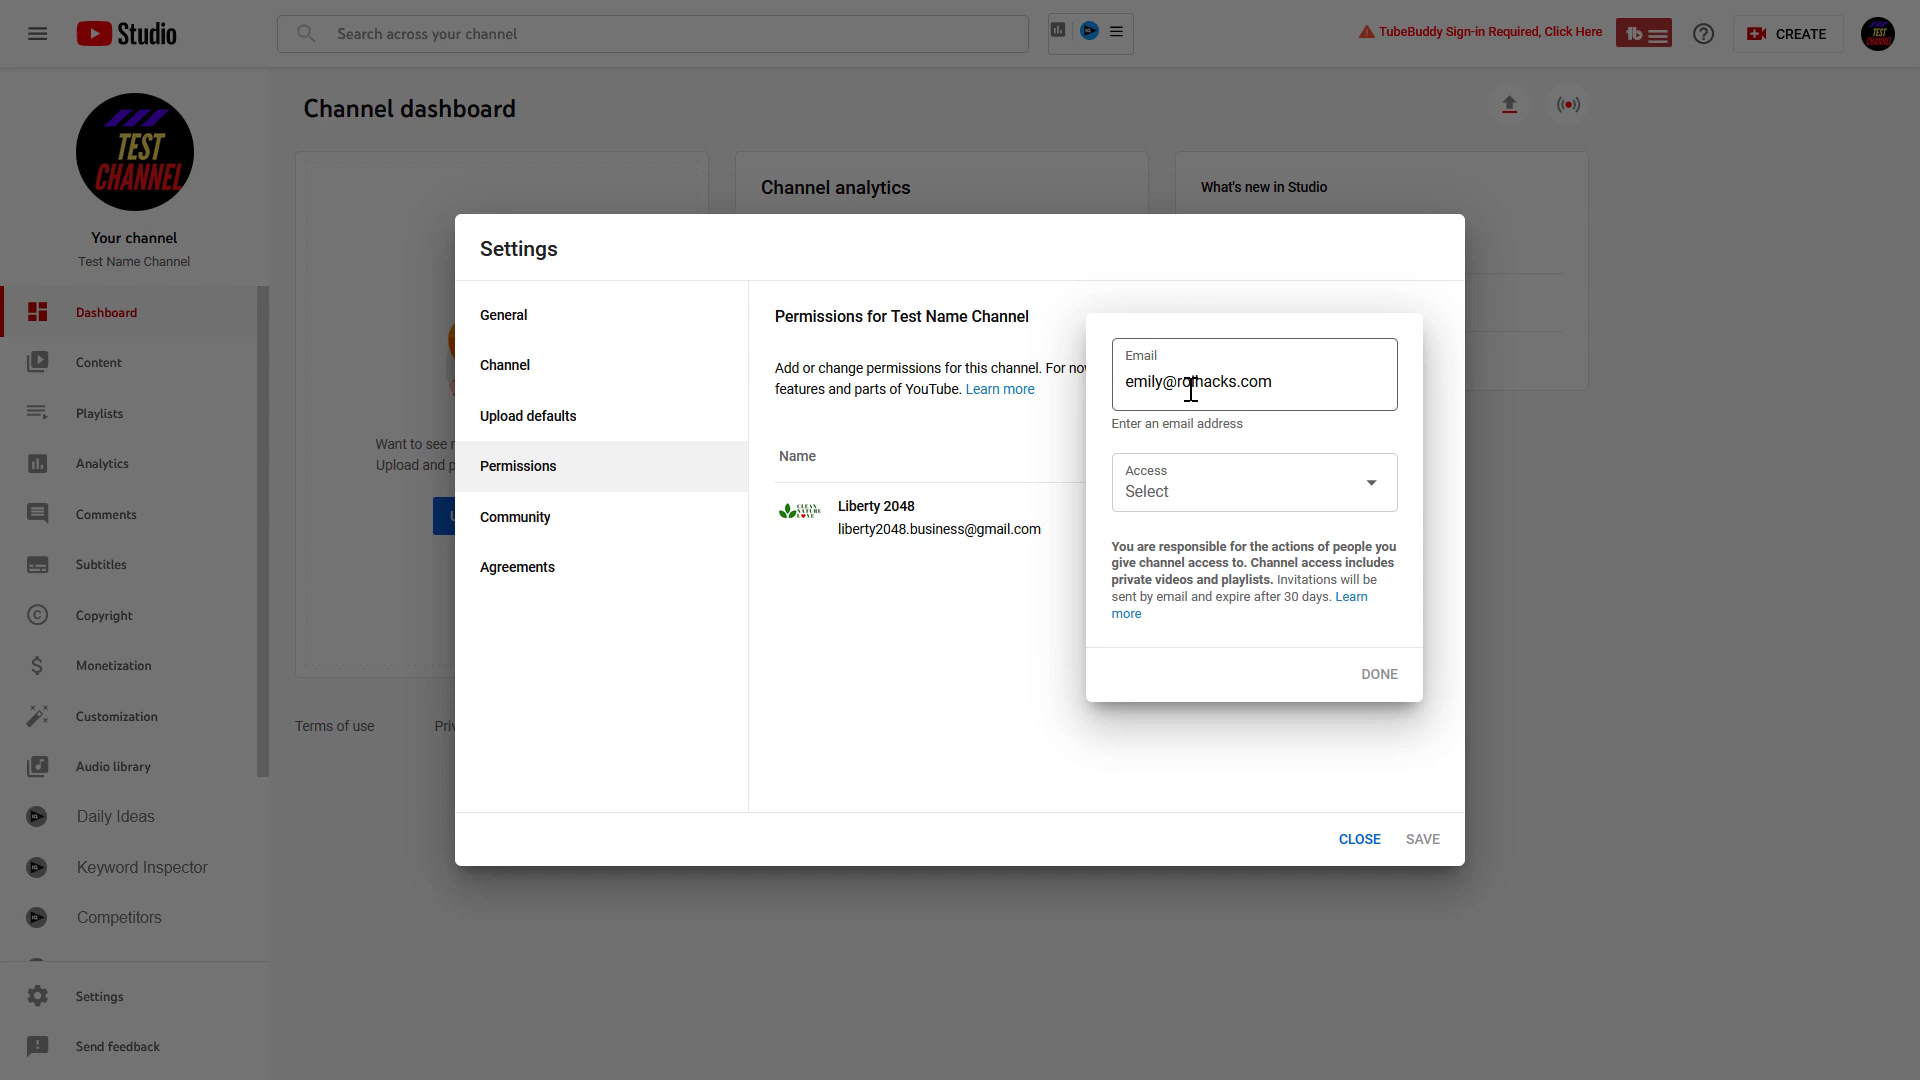 Studio
Search across your channel
TubeBuddy Sign-in Required, Click Here
CREATE
TEST
CHANNEL
Your channel
Test Name Channel
Dashboard
Content
Playlists
Analytics
Comments
Subtitles
Copyright
Monetization
Customization
Audio library
Daily Ideas
Keyword Inspector
Competitors
Settings
Send feedback
Channel dashboard
Channel analytics
What's new in Studio
Want to see
Upload and
Terms of use
Settings
General
Channel
Upload defaults
Permissions
Community
Agreements
Permissions for Test Name Channel
Add or change permissions for this channel. For
features and parts of YouTube. Learn more
Name
CLEAN
NATURE
LOVE
Liberty 2048
liberty2048.business@gmail.com
Email
Enter an email address
Access
Select
You are responsible for the actions of people you
give channel access to. Channel access includes
private videos and playlists. Invitations will be
sent by email and expire after 30 days. Learn
more
DONE
CLOSE
SAVE